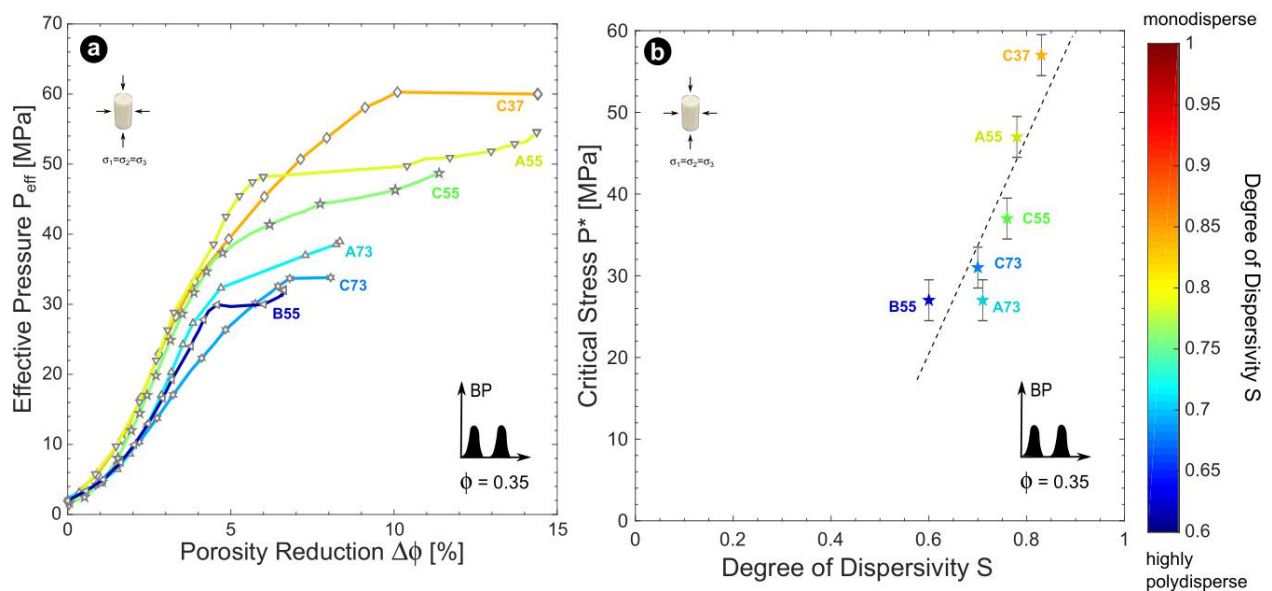 a
Effective Pressure P_eff [MPa]
70
60
50
40
30
20
10
0
σ₁=σ₂=σ₃
C37
A55
C55
A73
C73
B55
BP
ϕ = 0.35
0 5 10 15
Porosity Reduction Δϕ [%]
b
Critical Stress P* [MPa]
60
50
40
30
20
10
0
σ₁=σ₂=σ₃
C37
A55
C55
C73
B55
A73
BP
ϕ = 0.35
0 0.2 0.4 0.6 0.8 1
Degree of Dispersivity S
monodisperse
1
0.95
0.9
0.85
0.8
0.75
0.7
0.65
0.6
Degree of Dispersivity S
highly
polydisperse